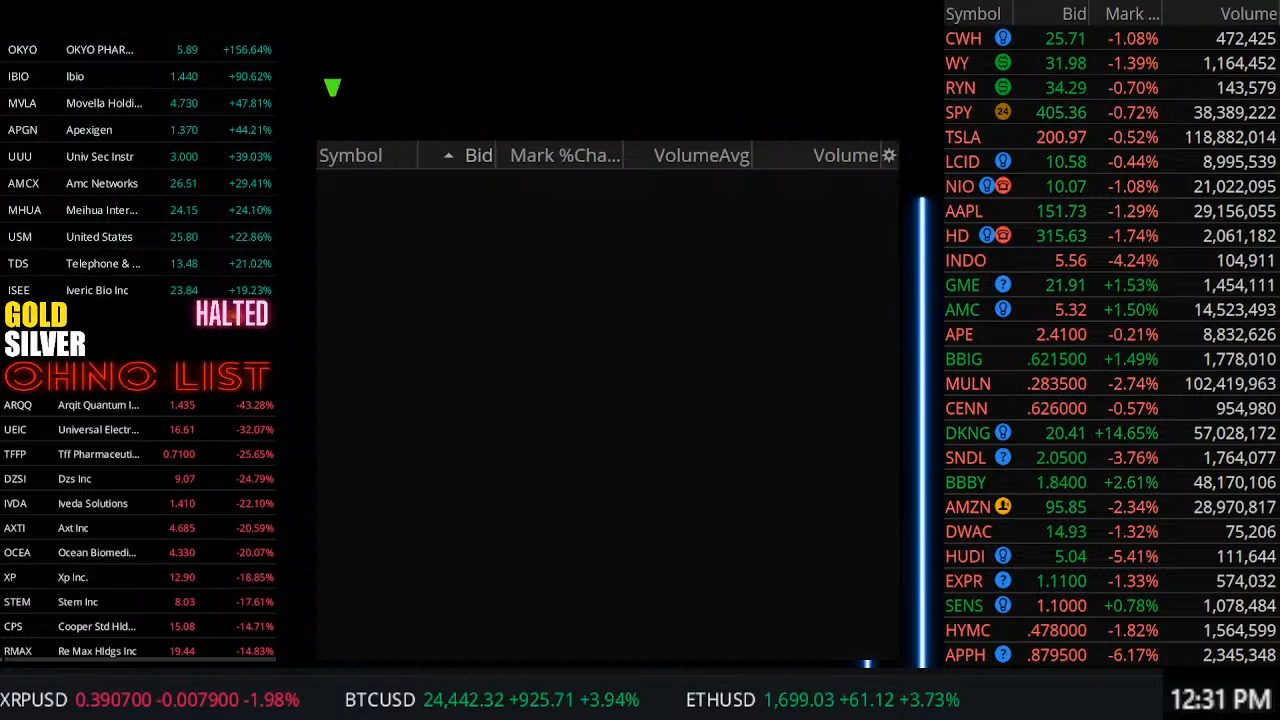 OKYO OKYO PHAR... 5.89 +156.64%
IBIO Ibio 1.440 +90.62%
MVLA Movella Holdi... 4.730 +47.81%
APGN Apexigen 1.370 +44.21%
UUU Univ Sec Instr 3.000 +39.03%
AMCX Amc Networks 26.51 +29.41%
MHUA Meihua Inter... 24.15 +24.10%
USM United States 25.80 +22.86%
TDS Telephone & ... 13.48 +21.02%
ISEE Iveric Bio Inc 23.84 +19.23%
GOLD HALTED
SILVER
OHNO LIST
ARQQ Arqit Quantum I... 1.435 -43.28%
UEIC Universal Electr... 16.61 -32.07%
TFFP Tff Pharmaceuti... 0.7100 -25.65%
DZSI Dzs Inc 9.07 -24.79%
IVDA Iveda Solutions 1.410 -22.10%
AXTI Axt Inc 4.685 -20.59%
OCEA Ocean Biomedi... 4.330 -20.07%
XP Xp Inc. 12.90 -18.85%
STEM Stem Inc 8.03 -17.61%
CPS Cooper Std Hld... 15.08 -14.71%
RMAX Re Max Hldgs Inc 19.44 -14.83%
Symbol Bid Mark %Cha... VolumeAvg Volume
Symbol Bid Mark ... Volume
CWH 25.71 -1.08% 472,425
WY 31.98 -1.39% 1,164,452
RYN 34.29 -0.70% 143,579
SPY 24 405.36 -0.72% 38,389,222
TSLA 200.97 -0.52% 118,882,014
LCID 10.58 -0.44% 8,995,539
NIO 10.07 -1.08% 21,022,095
AAPL 151.73 -1.29% 29,156,055
HD 315.63 -1.74% 2,061,182
INDO 5.56 -4.24% 104,911
GME ? 21.91 +1.53% 1,454,111
AMC 5.32 +1.50% 14,523,493
APE 2.4100 -0.21% 8,832,626
BBIG .621500 +1.49% 1,778,010
MULN .283500 -2.74% 102,419,963
CENN .626000 -0.57% 954,980
DKNG 20.41 +14.65% 57,028,172
SNDL ? 2.0500 -3.76% 1,764,077
BBBY 1.8400 +2.61% 48,170,106
AMZN 95.85 -2.34% 28,970,817
DWAC 14.93 -1.32% 75,206
HUDI 5.04 -5.41% 111,644
EXPR ? 1.1100 -1.33% 574,032
SENS 1.1000 +0.78% 1,078,484
HYMC .478000 -1.82% 1,564,599
APPH ? .879500 -6.17% 2,345,348
XRPUSD 0.390700 -0.007900 -1.98% BTCUSD 24,442.32 +925.71 +3.94% ETHUSD 1,699.03 +61.12 +3.73% 12:31 PM